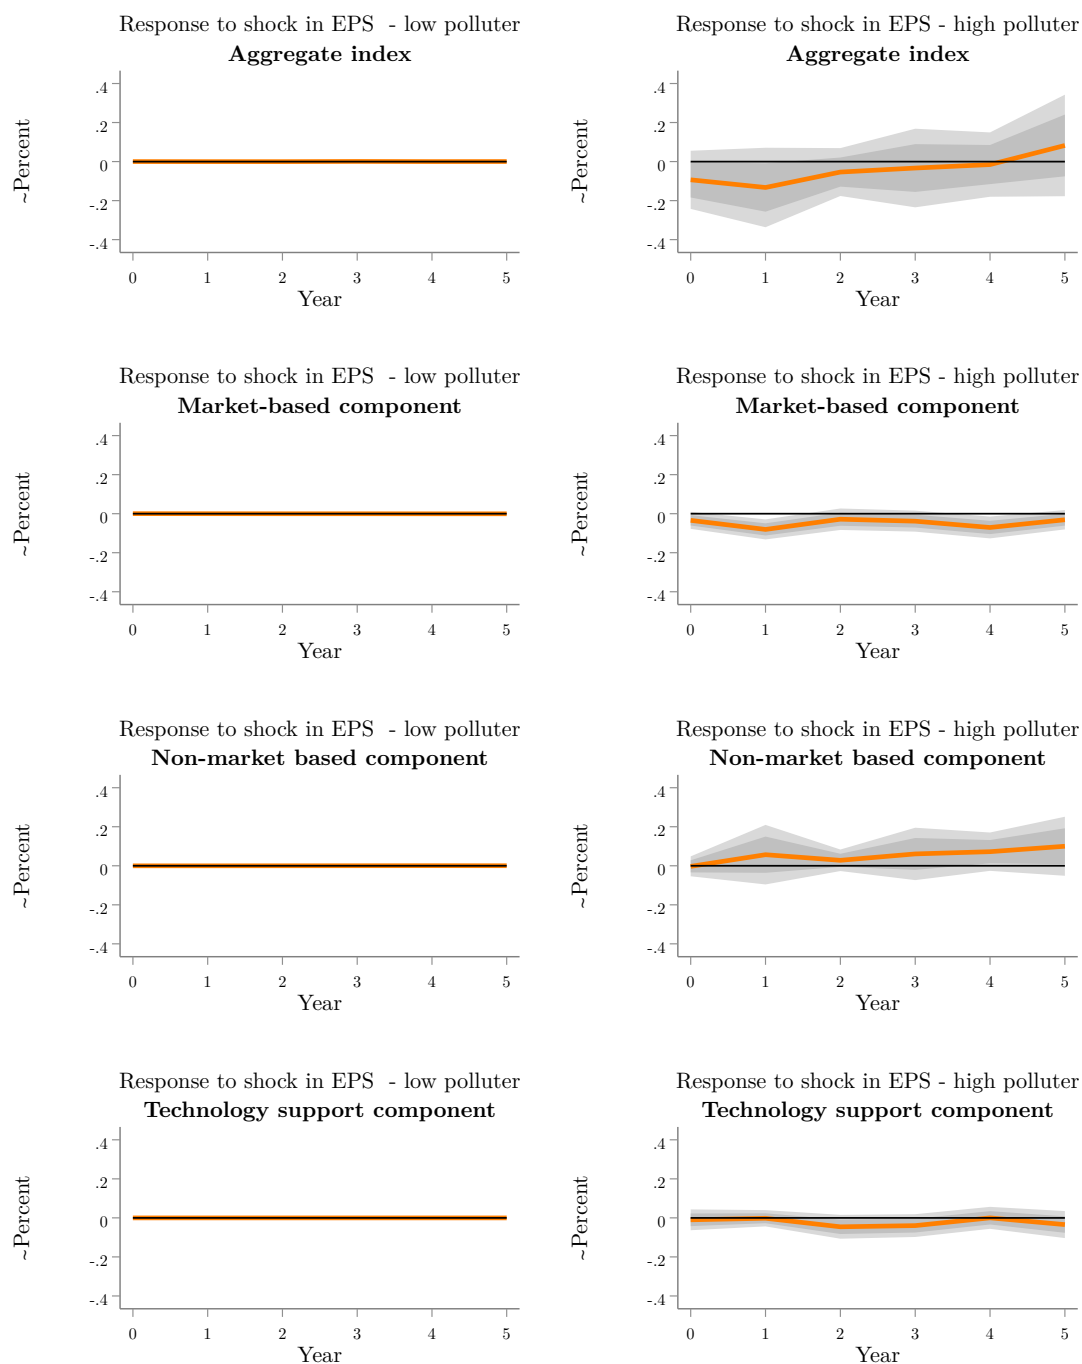 Response to shock in EPS  - low polluter
Aggregate index
~Percent
.4
.2
0
-.2
-.4
0 1 2 3 4 5
Year
Response to shock in EPS - high polluter
Aggregate index
~Percent
.4
.2
0
-.2
-.4
0 1 2 3 4 5
Year
Response to shock in EPS  - low polluter
Market-based component
~Percent
.4
.2
0
-.2
-.4
0 1 2 3 4 5
Year
Response to shock in EPS - high polluter
Market-based component
~Percent
.4
.2
0
-.2
-.4
0 1 2 3 4 5
Year
Response to shock in EPS  - low polluter
Non-market based component
~Percent
.4
.2
0
-.2
-.4
0 1 2 3 4 5
Year
Response to shock in EPS - high polluter
Non-market based component
~Percent
.4
.2
0
-.2
-.4
0 1 2 3 4 5
Year
Response to shock in EPS  - low polluter
Technology support component
~Percent
.4
.2
0
-.2
-.4
0 1 2 3 4 5
Year
Response to shock in EPS - high polluter
Technology support component
~Percent
.4
.2
0
-.2
-.4
0 1 2 3 4 5
Year